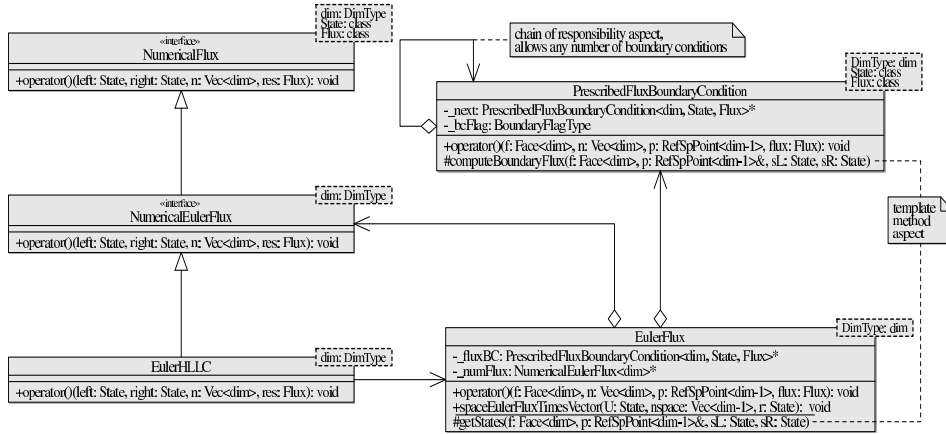 dim: DimType
State: class
Flux: class
«interface»
NumericalFlux
+operator()(left: State, right: State, n: Vec<dim>, res: Flux): void
chain of responsibility aspect,
allows any number of boundary conditions
DimType: dim
State: class
Flux: class
PrescribedFluxBoundaryCondition
-_next: PrescribedFluxBoundaryCondition<dim, State, Flux>*
-_bcFlag: BoundaryFlagType
+operator()(f: Face<dim>, n: Vec<dim>, p: RefSpPoint<dim-1>, flux: Flux): void
#computeBoundaryFlux(f: Face<dim>, p: RefSpPoint<dim-1>&, sL: State, sR: State)
template
method
aspect
dim: DimType
«interface»
NumericalEulerFlux
+operator()(left: State, right: State, n: Vec<dim>, res: Flux): void
dim: DimType
EulerHLLC
+operator()(left: State, right: State, n: Vec<dim>, res: Flux): void
DimType: dim
EulerFlux
-_fluxBC: PrescribedFluxBoundaryCondition<dim, State, Flux>*
-_numFlux: NumericalEulerFlux<dim>*
+operator()(f: Face<dim>, n: Vec<dim>, p: RefSpPoint<dim-1>, flux: Flux): void
+spaceEulerFluxTimesVector(U: State, nspace: Vec<dim-1>, r: State): void
#getStates(f: Face<dim>, p: RefSpPoint<dim-1>&, sL: State, sR: State)